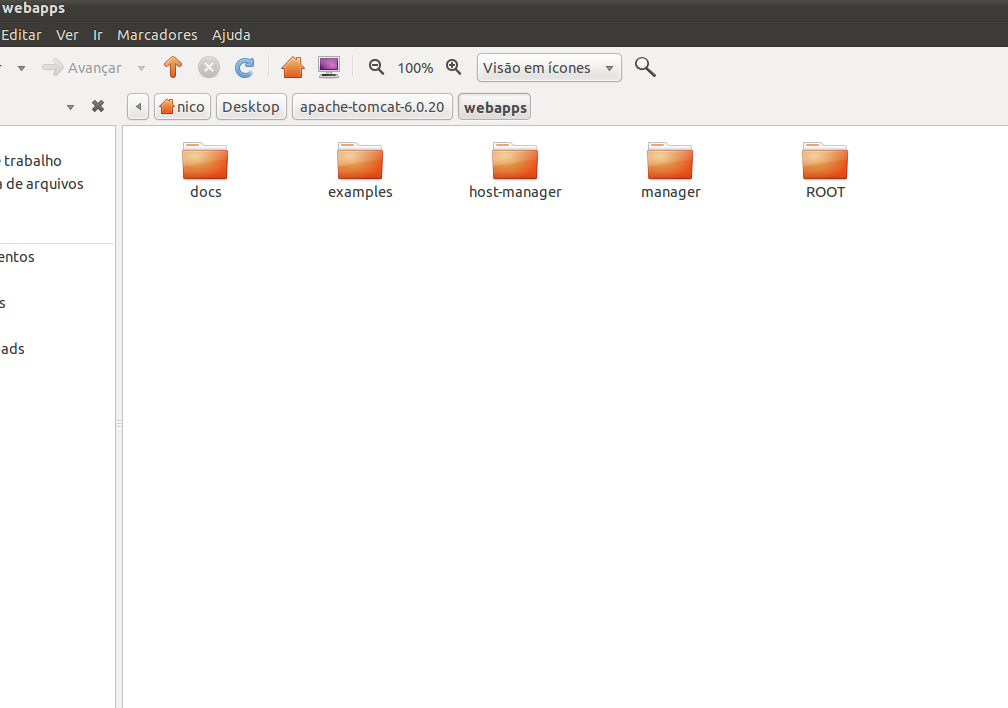 webapps
Editar Ver Ir Marcadores Ajuda
Avançar 100% Visão em ícones
nico Desktop apache-tomcat-6.0.20 webapps
trabalho
de arquivos
docs examples host-manager manager ROOT
entos
s
ads